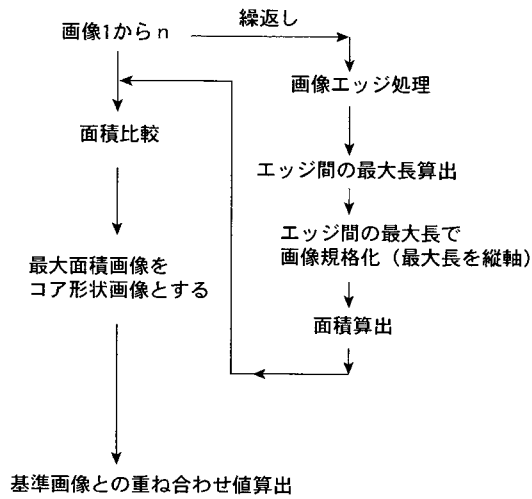 画像1からn
繰返し
画像エッジ処理
面積比較
エッジ間の最大長算出
エッジ間の最大長で
画像規格化（最大長を縦軸）
最大面積画像を
コア形状画像とする
面積算出
基準画像との重ね合わせ値算出